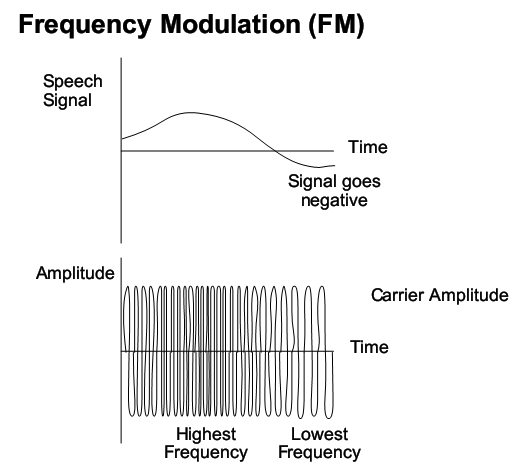 Frequency Modulation (FM)
Speech
Signal
Time
Signal goes
negative
Amplitude
Carrier Amplitude
Time
Highest
Frequency
Lowest
Frequency